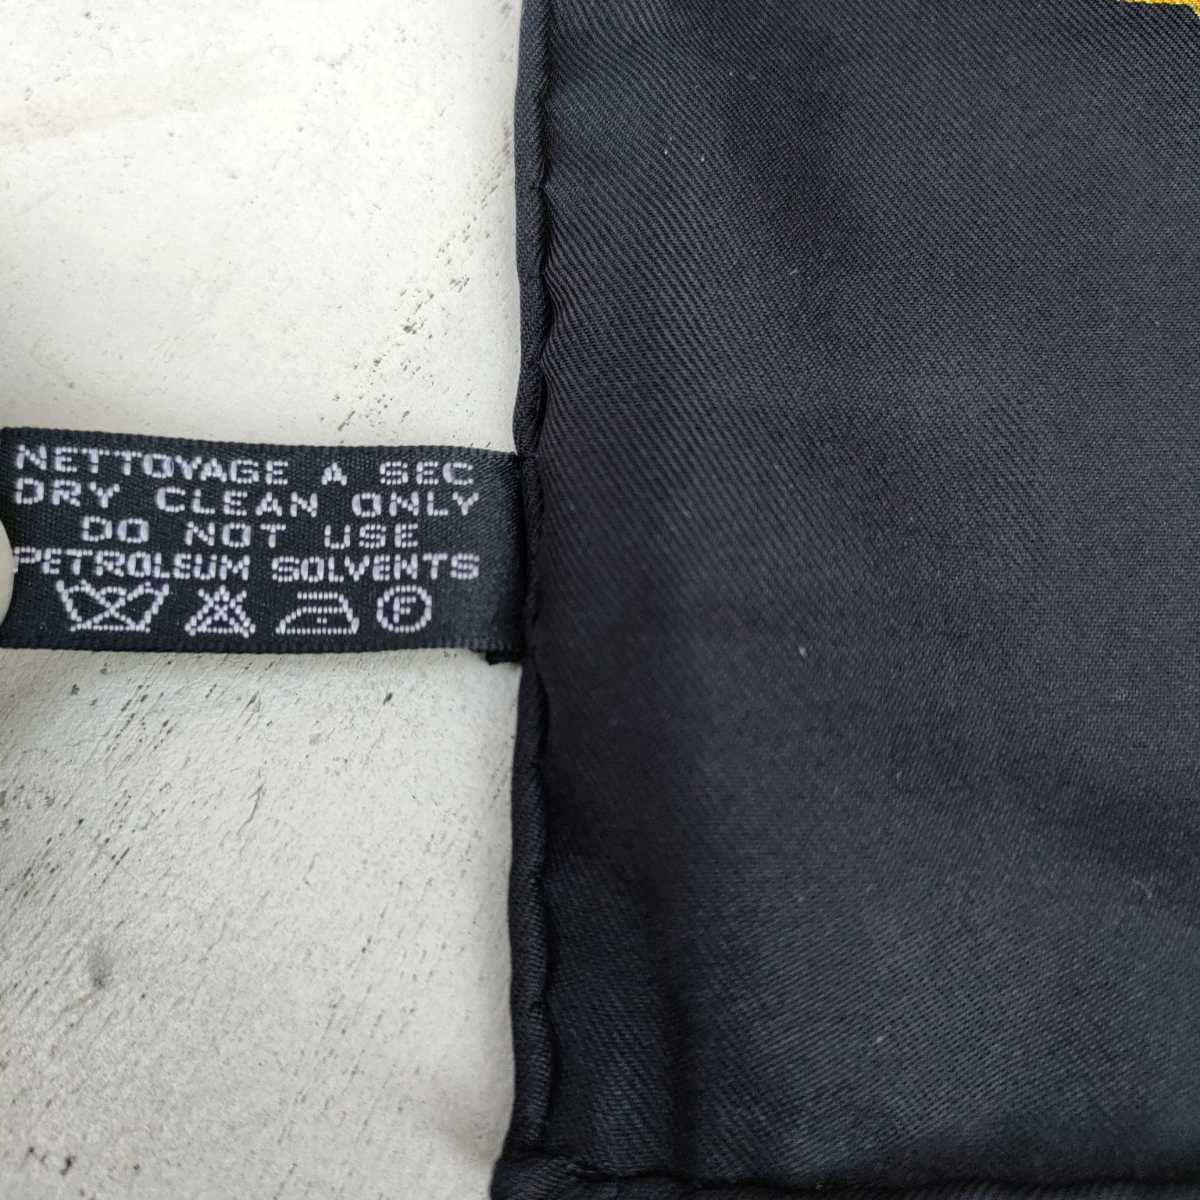 NETTOYAGE A SEC
DRY CLEAN ONLY
DO NOT USE
PETROLEUM SOLVENTS
F